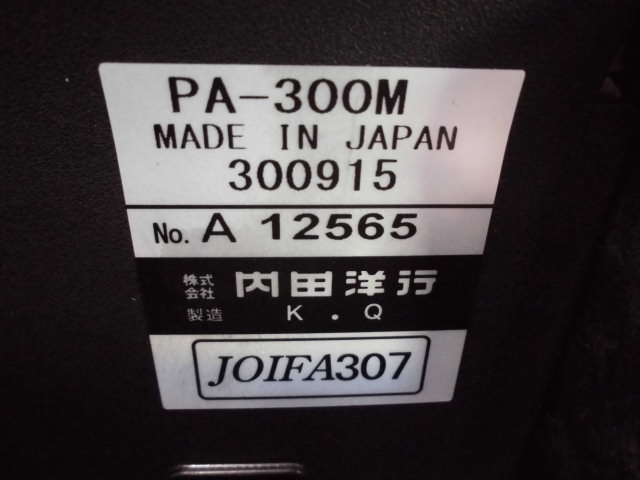 PA-300M
MADE IN JAPAN
300915
No. A 12565
株式会社 内田洋行
製造 K . Q
JOIFA307